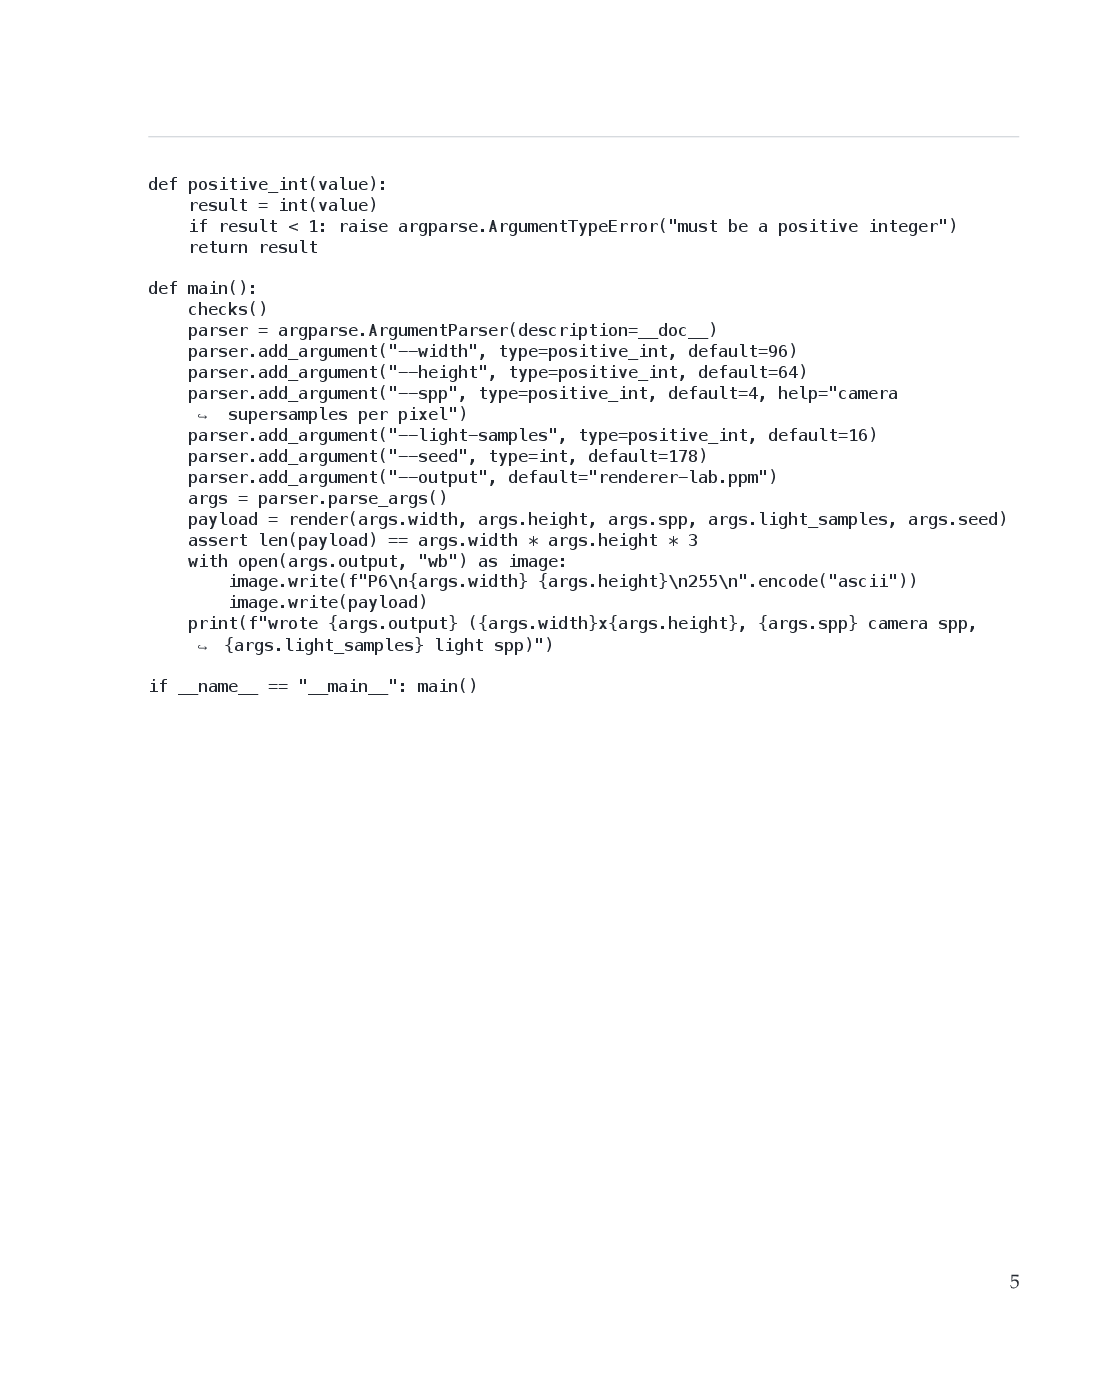 def positive_int(value):
    result = int(value)
    if result < 1: raise argparse.ArgumentTypeError("must be a positive integer")
    return result

def main():
    checks()
    parser = argparse.ArgumentParser(description=__doc__)
    parser.add_argument("--width", type=positive_int, default=96)
    parser.add_argument("--height", type=positive_int, default=64)
    parser.add_argument("--spp", type=positive_int, default=4, help="camera
     ↪ supersamples per pixel")
    parser.add_argument("--light-samples", type=positive_int, default=16)
    parser.add_argument("--seed", type=int, default=178)
    parser.add_argument("--output", default="renderer-lab.ppm")
    args = parser.parse_args()
    payload = render(args.width, args.height, args.spp, args.light_samples, args.seed)
    assert len(payload) == args.width * args.height * 3
    with open(args.output, "wb") as image:
        image.write(f"P6\n{args.width} {args.height}\n255\n".encode("ascii"))
        image.write(payload)
    print(f"wrote {args.output} ({args.width}x{args.height}, {args.spp} camera spp,
     ↪ {args.light_samples} light spp)")

if __name__ == "__main__": main()
5